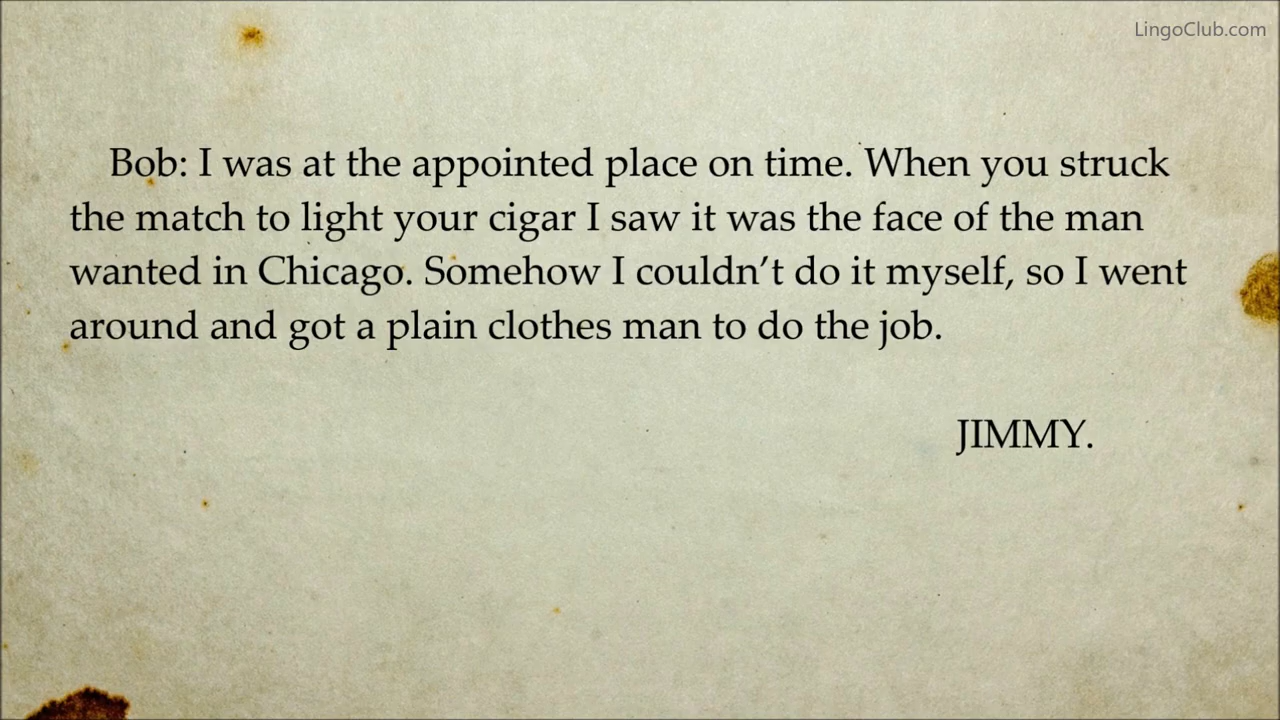 LingoClub.com
Bob: I was at the appointed place on time. When you struck
the match to light your cigar I saw it was the face of the man
wanted in Chicago. Somehow I couldn’t do it myself, so I went
around and got a plain clothes man to do the job.
JIMMY.